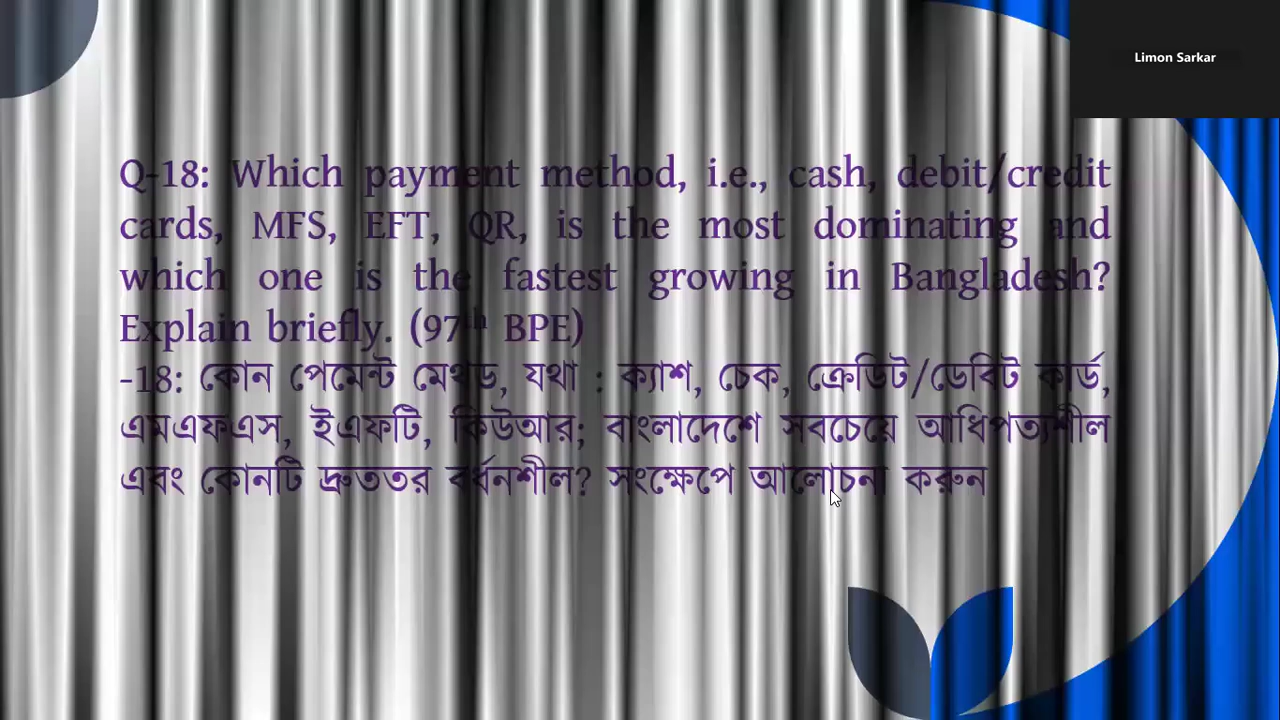 Limon Sarkar
Q-18: Which payment method, i.e., cash, debit/credit
cards, MFS, EFT, QR, is the most dominating and
which one is the fastest growing in Bangladesh?
Explain briefly. (97th BPE)
-18: কোন পেমেন্ট মেথড, যথা : ক্যাশ, চেক, ক্রেডিট/ডেবিট কার্ড,
এমএফএস, ইএফটি, কিউআর; বাংলাদেশে সবচেয়ে আধিপত্যশীল
এবং কোনটি দ্রুততর বর্ধনশীল? সংক্ষেপে আলোচনা করুন